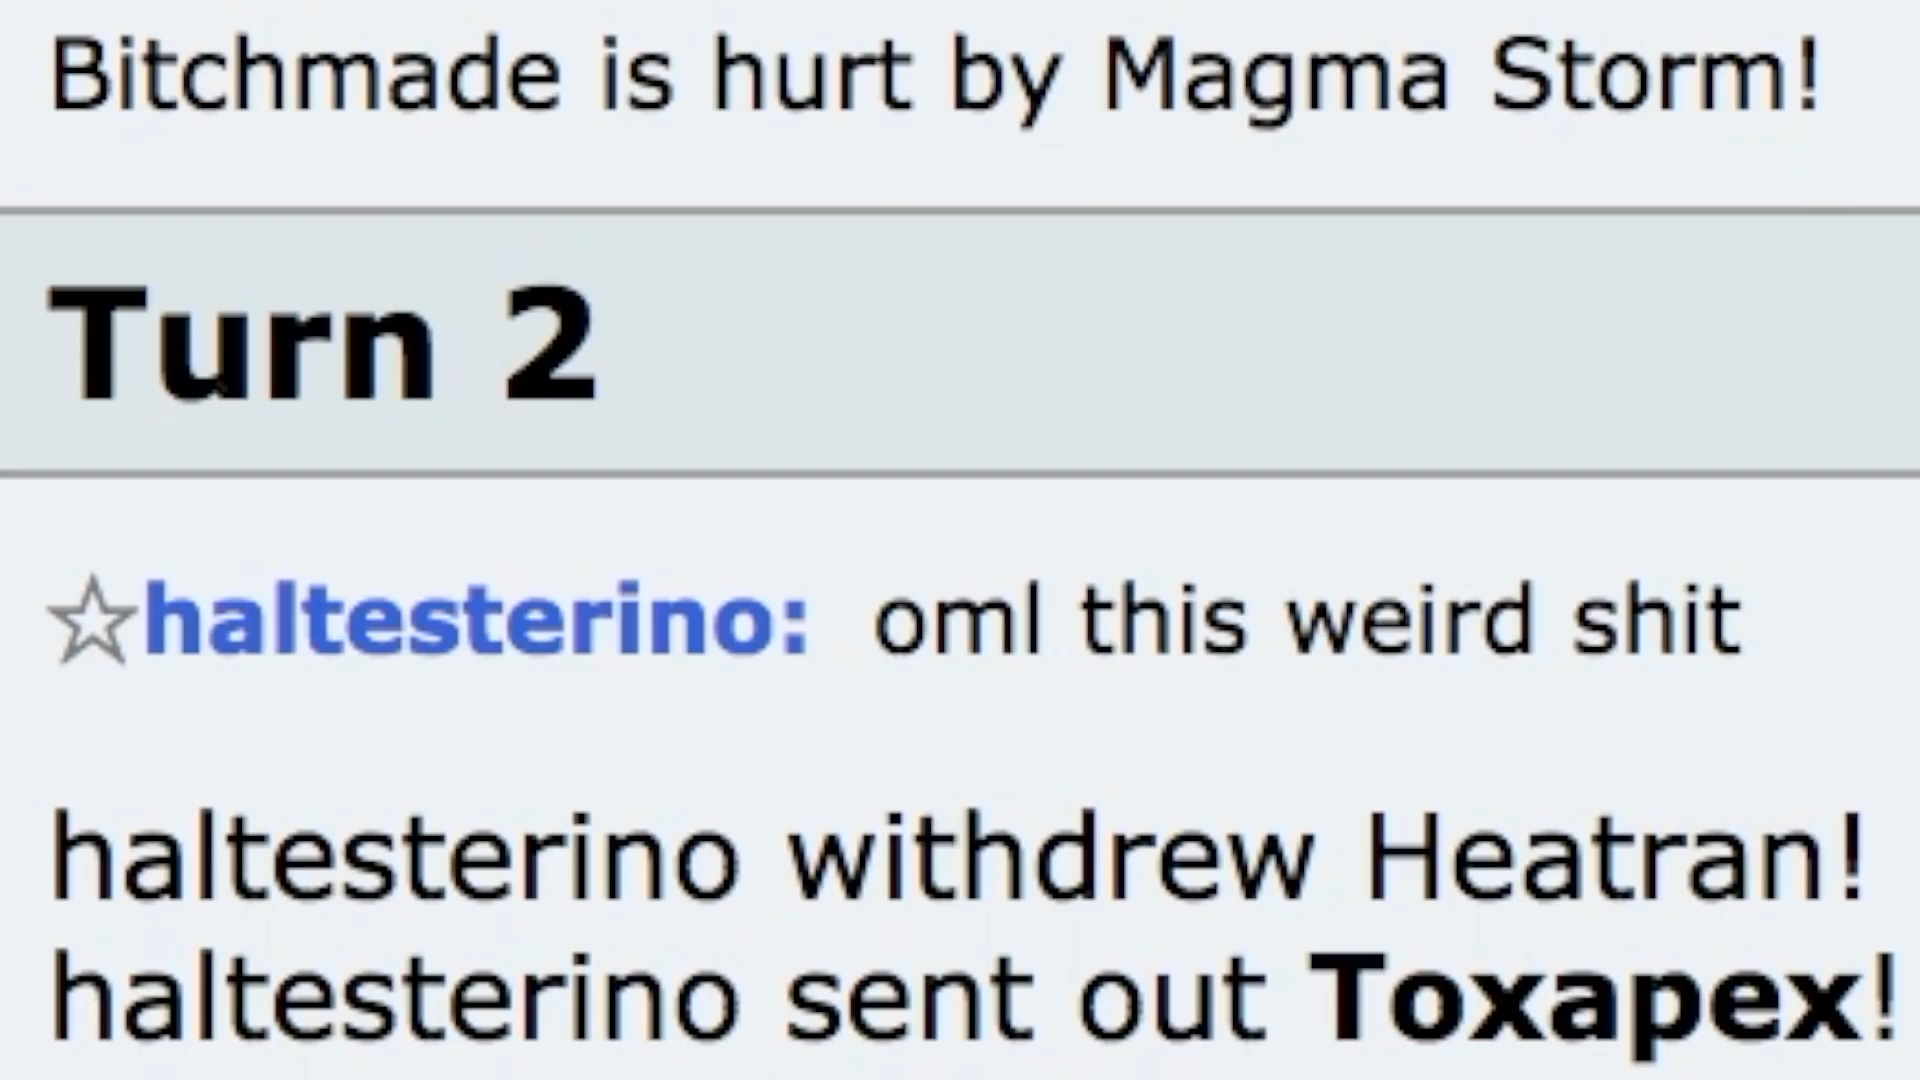 Bitchmade is hurt by Magma Storm!
Turn 2
☆haltesterino: oml this weird shit
haltesterino withdrew Heatran!
haltesterino sent out Toxapex!